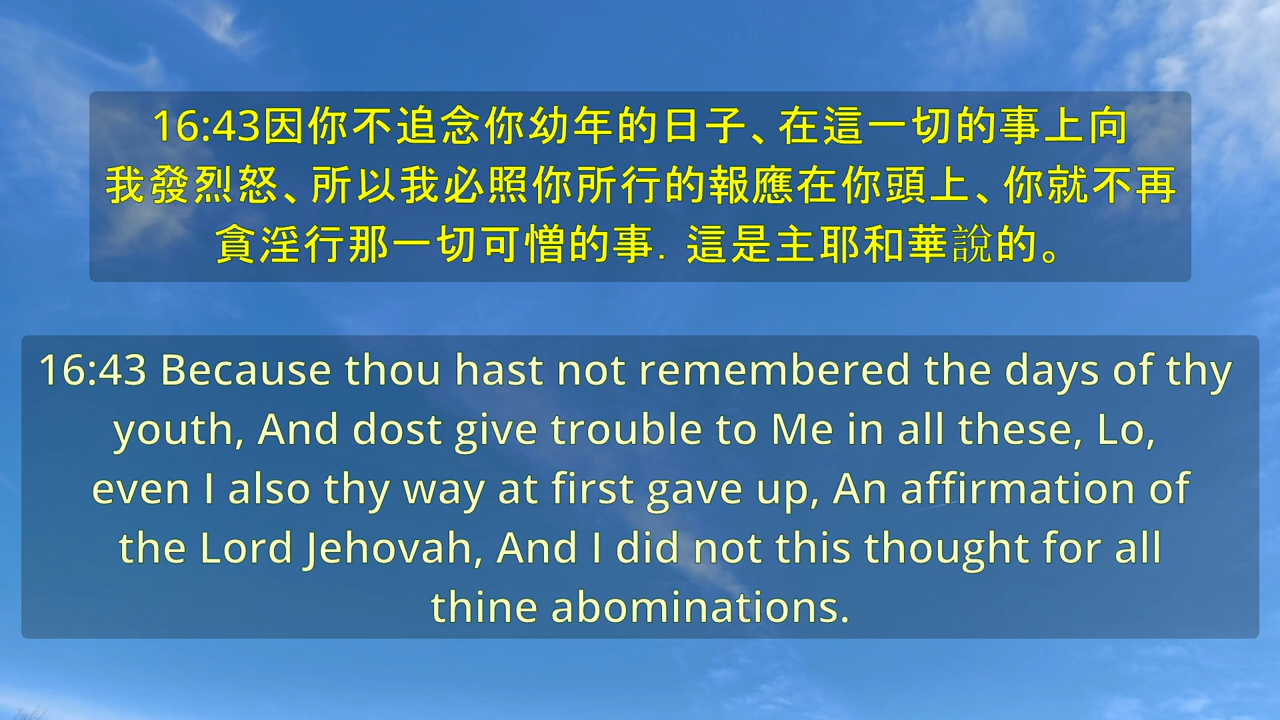 16:43因你不追念你幼年的日子、在這一切的事上向
我發烈怒、所以我必照你所行的報應在你頭上、你就不再
貪淫行那一切可憎的事．這是主耶和華說的。
16:43 Because thou hast not remembered the days of thy
youth, And dost give trouble to Me in all these, Lo,
even I also thy way at first gave up, An affirmation of
the Lord Jehovah, And I did not this thought for all
thine abominations.